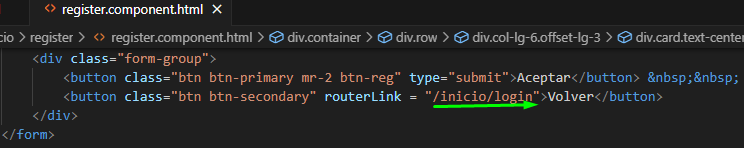 register.component.html X
cio > register > register.component.html > div.container > div.row > div.col-lg-6.offset-lg-3 > div.card.text-center
<div class="form-group">
<button class="btn btn-primary mr-2 btn-reg" type="submit">Aceptar</button> &nbsp;&nbsp;
<button class="btn btn-secondary" routerLink = "/inicio/login">Volver</button>
</div>
</form>